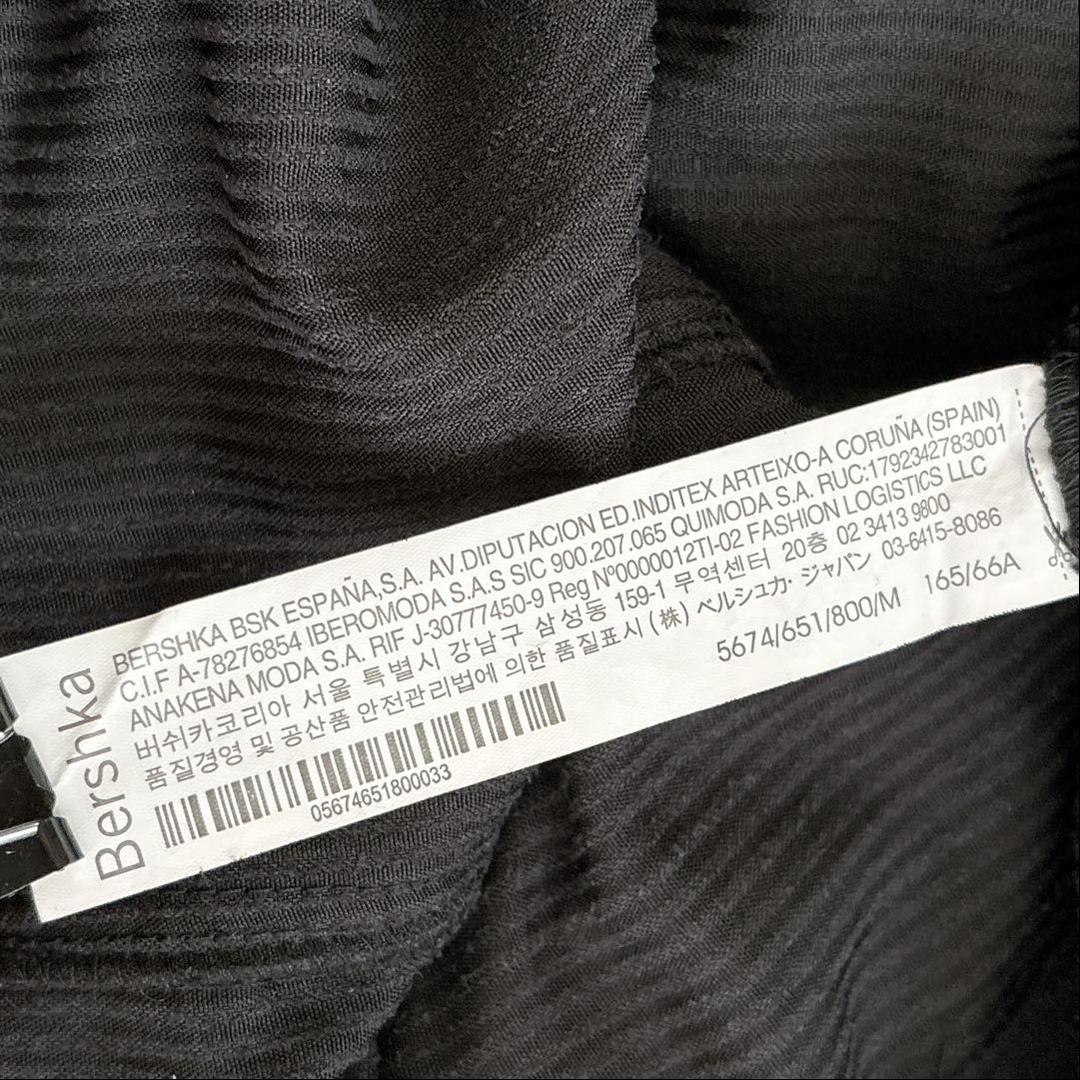 Bershka
BERSHKA BSK ESPAÑA,S.A. AV.DIPUTACION ED.INDITEX ARTEIXO-A CORUÑA (SPAIN)
C.I.F A-78276854 IBEROMODA S.A.S SIC 900.207.065 QUIMODA S.A. RUC:1792342783001
ANAKENA MODA S.A. RIF J-30777450-9 Reg Nº0000012TI-02 FASHION LOGISTICS LLC
버쉬카코리아 서울 특별시 강남구 삼성동 159-1 무역센터 20층 02 3413 9800
품질경영 및 공산품 안전관리법에 의한 품질표시 (株) ベルシュカ・ジャパン 03-6415-8086
5674/651/800/M 165/66A
05674651800033